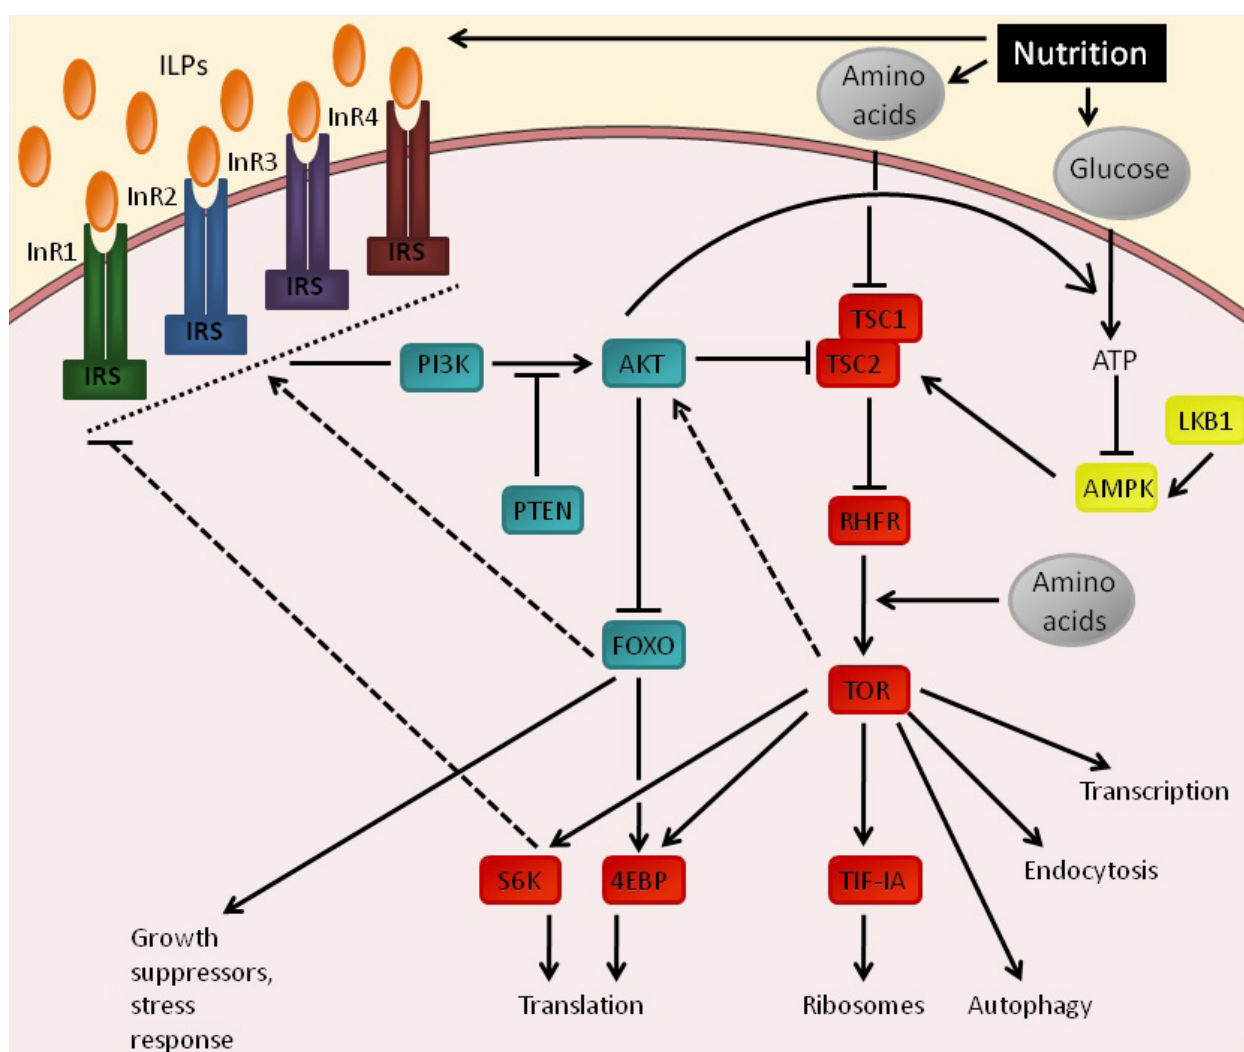 Nutrition
ILPs
Amino
acids
InR4
InR3
Glucose
InR2
InR1
IRS
IRS
IRS
IRS
TSC1
PI3K
AKT
TSC2
ATP
LKB1
AMPK
PTEN
RHFR
Amino
acids
FOXO
TOR
Transcription
Endocytosis
S6K
4EBP
TIF-IA
Growth
suppressors,
stress
response
Translation
Ribosomes
Autophagy